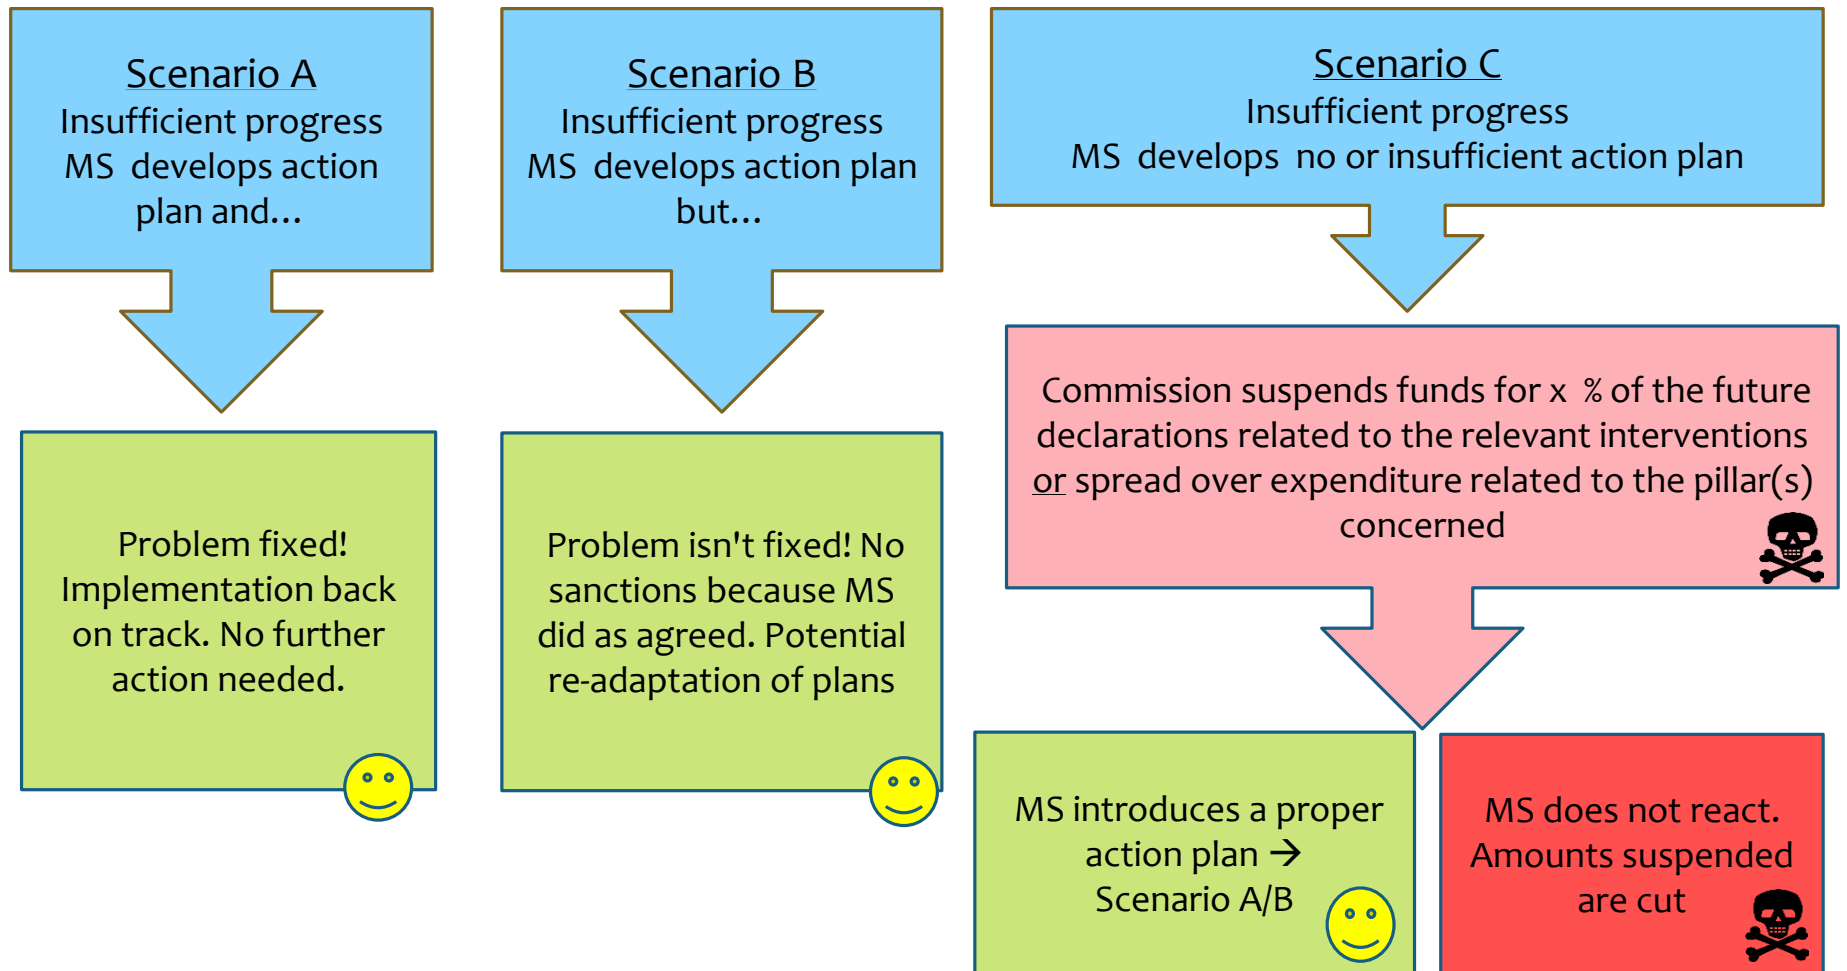 Scenario A
Insufficient progress
MS develops action
plan and...
Problem fixed!
Implementation back
on track. No further
action needed.
Scenario B
Insufficient progress
MS develops action plan
but...
Problem isn't fixed! No
sanctions because MS
did as agreed. Potential
re-adaptation of plans
Scenario C
Insufficient progress
MS develops no or insufficient action plan
Commission suspends funds for x % of the future
declarations related to the relevant interventions
or spread over expenditure related to the pillar(s)
concerned
MS introduces a proper
action plan →
Scenario A/B
MS does not react.
Amounts suspended
are cut